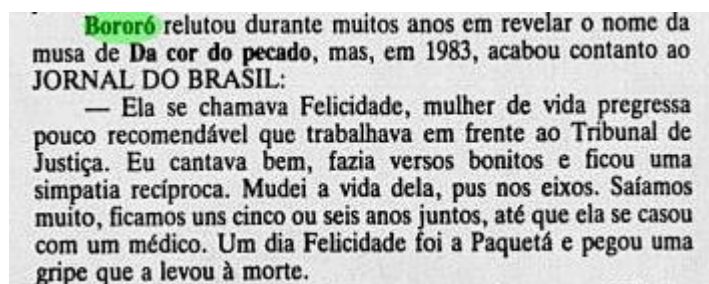 Bororó relutou durante muitos anos em revelar o nome da
musa de Da cor do pecado, mas, em 1983, acabou contanto ao
JORNAL DO BRASIL:
— Ela se chamava Felicidade, mulher de vida pregressa
pouco recomendável que trabalhava em frente ao Tribunal de
Justiça. Eu cantava bem, fazia versos bonitos e ficou uma
simpatia recíproca. Mudei a vida dela, pus nos eixos. Saíamos
muito, ficamos uns cinco ou seis anos juntos, até que ela se casou
com um médico. Um dia Felicidade foi a Paquetá e pegou uma
gripe que a levou à morte.